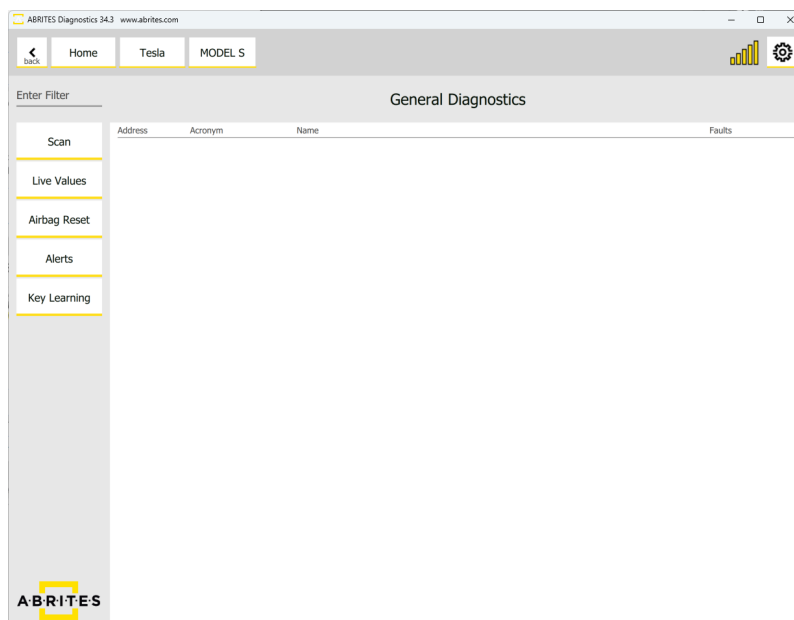 ABRITES Diagnostics 34.3 www.abrites.com
back
Home
Tesla
MODEL S
Enter Filter
General Diagnostics
Address Acronym Name Faults
Scan
Live Values
Airbag Reset
Alerts
Key Learning
A·B·R·I·T·E·S